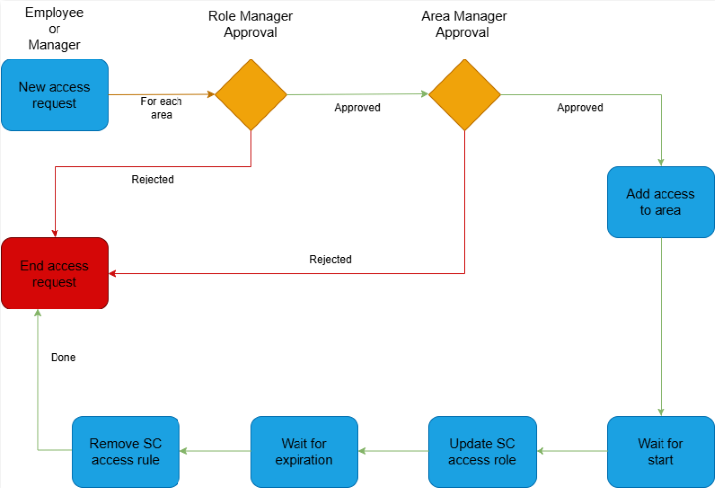 Employee
or
Manager
Role Manager
Approval
Area Manager
Approval
New access
request
For each
area
Approved
Approved
Rejected
Add access
to area
End access
request
Rejected
Done
Remove SC
access rule
Wait for
expiration
Update SC
access role
Wait for
start